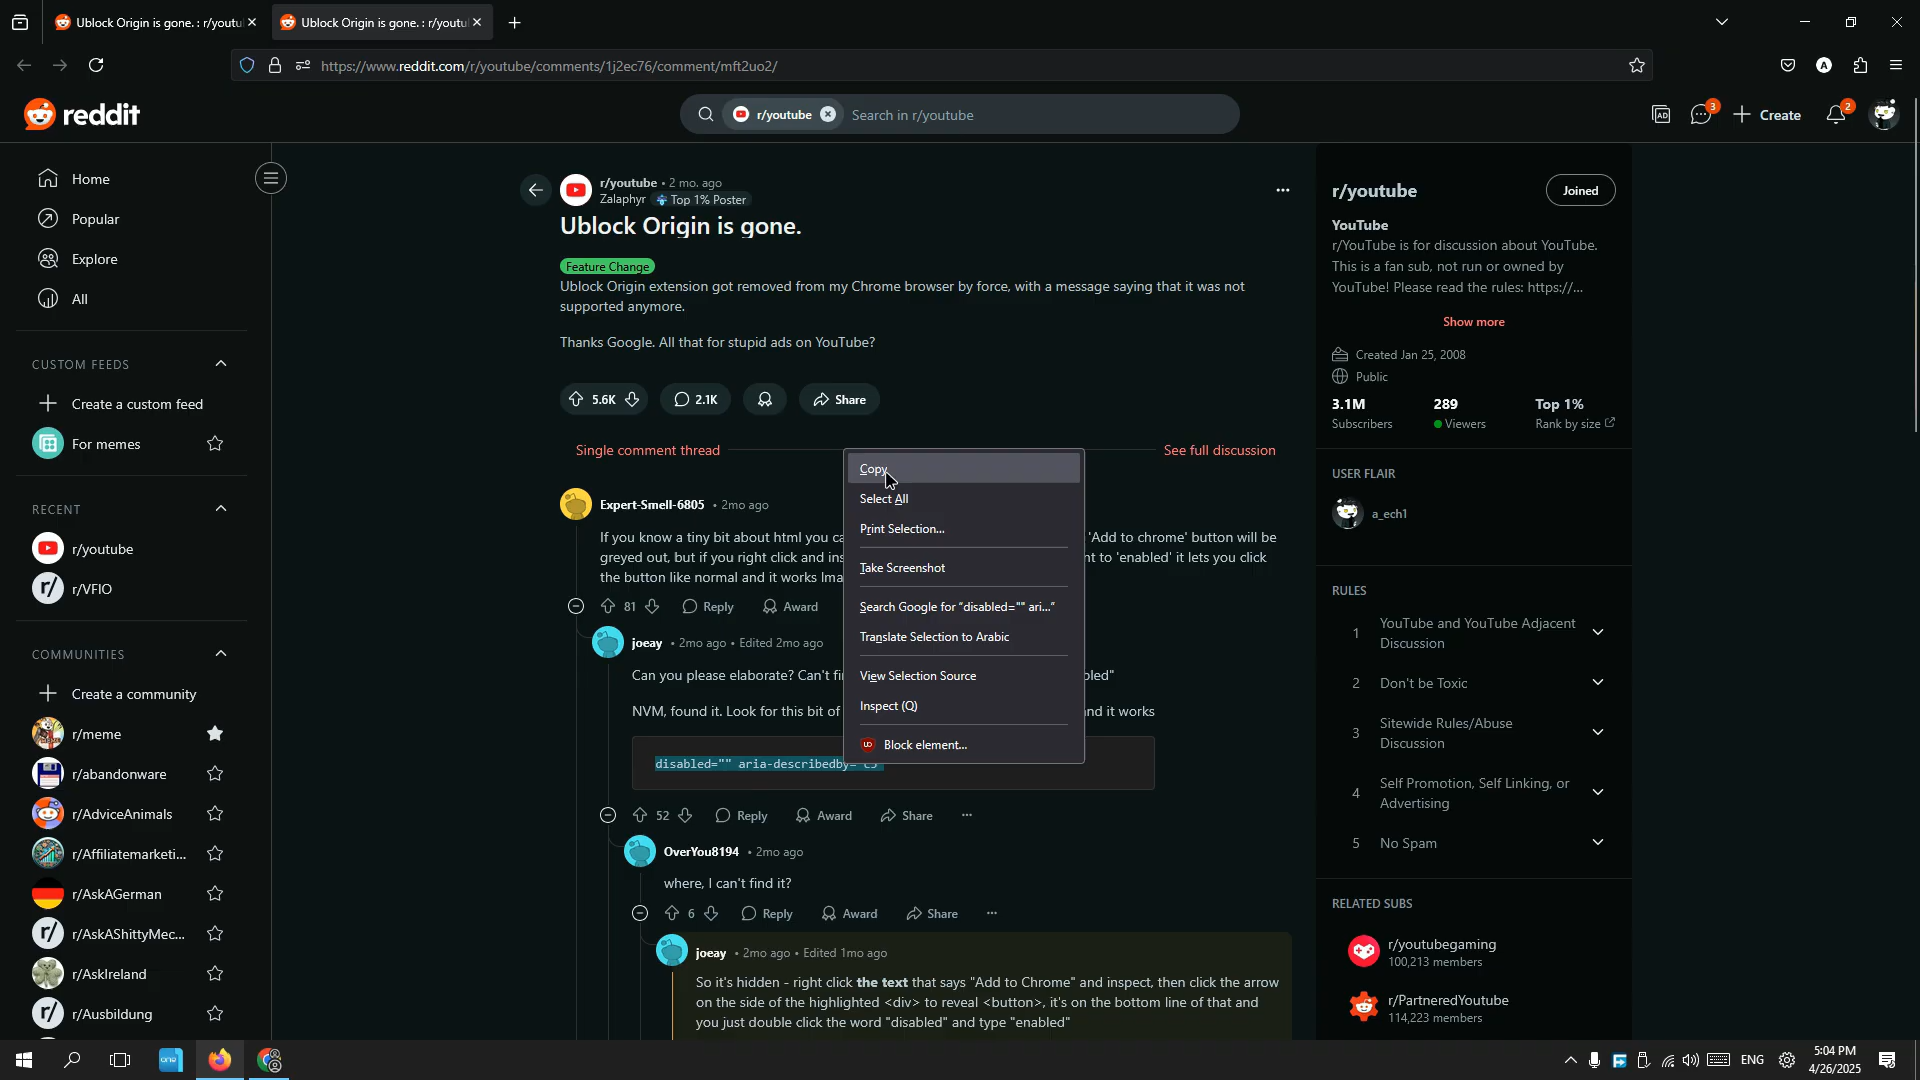 Ublock Origin is gone. : r/youtu
Ublock Origin is gone. : r/youtu
https://www.reddit.com/r/youtube/comments/1j2ec76/comment/mft2uo2/
A
reddit
r/youtube
Search in r/youtube
AD
3
Create
2
Home
Popular
Explore
All
CUSTOM FEEDS
Create a custom feed
For memes
RECENT
r/youtube
r/VFIO
COMMUNITIES
Create a community
r/meme
r/abandonware
r/AdviceAnimals
r/Affiliatemarketi...
r/AskAGerman
r/AskAShittyMec...
r/AskIreland
r/Ausbildung
r/youtube • 2 mo. ago
Zalaphyr Top 1% Poster
Ublock Origin is gone.
Feature Change
Ublock Origin extension got removed from my Chrome browser by force, with a message saying that it was not
supported anymore.
Thanks Google. All that for stupid ads on YouTube?
5.6K
2.1K
Share
Single comment thread
See full discussion
Expert-Smell-6805 • 2mo ago
If you know a tiny bit about html you ca
'Add to chrome' button will be
greyed out, but if you right click and ins
nt to 'enabled' it lets you click
the button like normal and it works lma
81
Reply
Award
joeay • 2mo ago • Edited 2mo ago
Can you please elaborate? Can't fi
bled"
NVM, found it. Look for this bit of
nd it works
disabled="" aria-describedby="c5"
52
Reply
Award
Share
OverYou8194 • 2mo ago
where, I can't find it?
6
Reply
Award
Share
joeay • 2mo ago • Edited 1mo ago
So it's hidden - right click the text that says "Add to Chrome" and inspect, then click the arrow
on the side of the highlighted <div> to reveal <button>, it's on the bottom line of that and
you just double click the word "disabled" and type "enabled"
Copy
Select All
Print Selection...
Take Screenshot
Search Google for “disabled="" ari...”
Translate Selection to Arabic
View Selection Source
Inspect (Q)
Block element...
r/youtube
Joined
YouTube
r/YouTube is for discussion about YouTube.
This is a fan sub, not run or owned by
YouTube! Please read the rules: https://...
Show more
Created Jan 25, 2008
Public
3.1M
Subscribers
289
Viewers
Top 1%
Rank by size
USER FLAIR
a_ech1
RULES
1 YouTube and YouTube Adjacent
Discussion
2 Don't be Toxic
3 Sitewide Rules/Abuse
Discussion
4 Self Promotion, Self Linking, or
Advertising
5 No Spam
RELATED SUBS
r/youtubegaming
100,213 members
r/PartneredYoutube
114,223 members
one
ENG
5:04 PM
4/26/2025